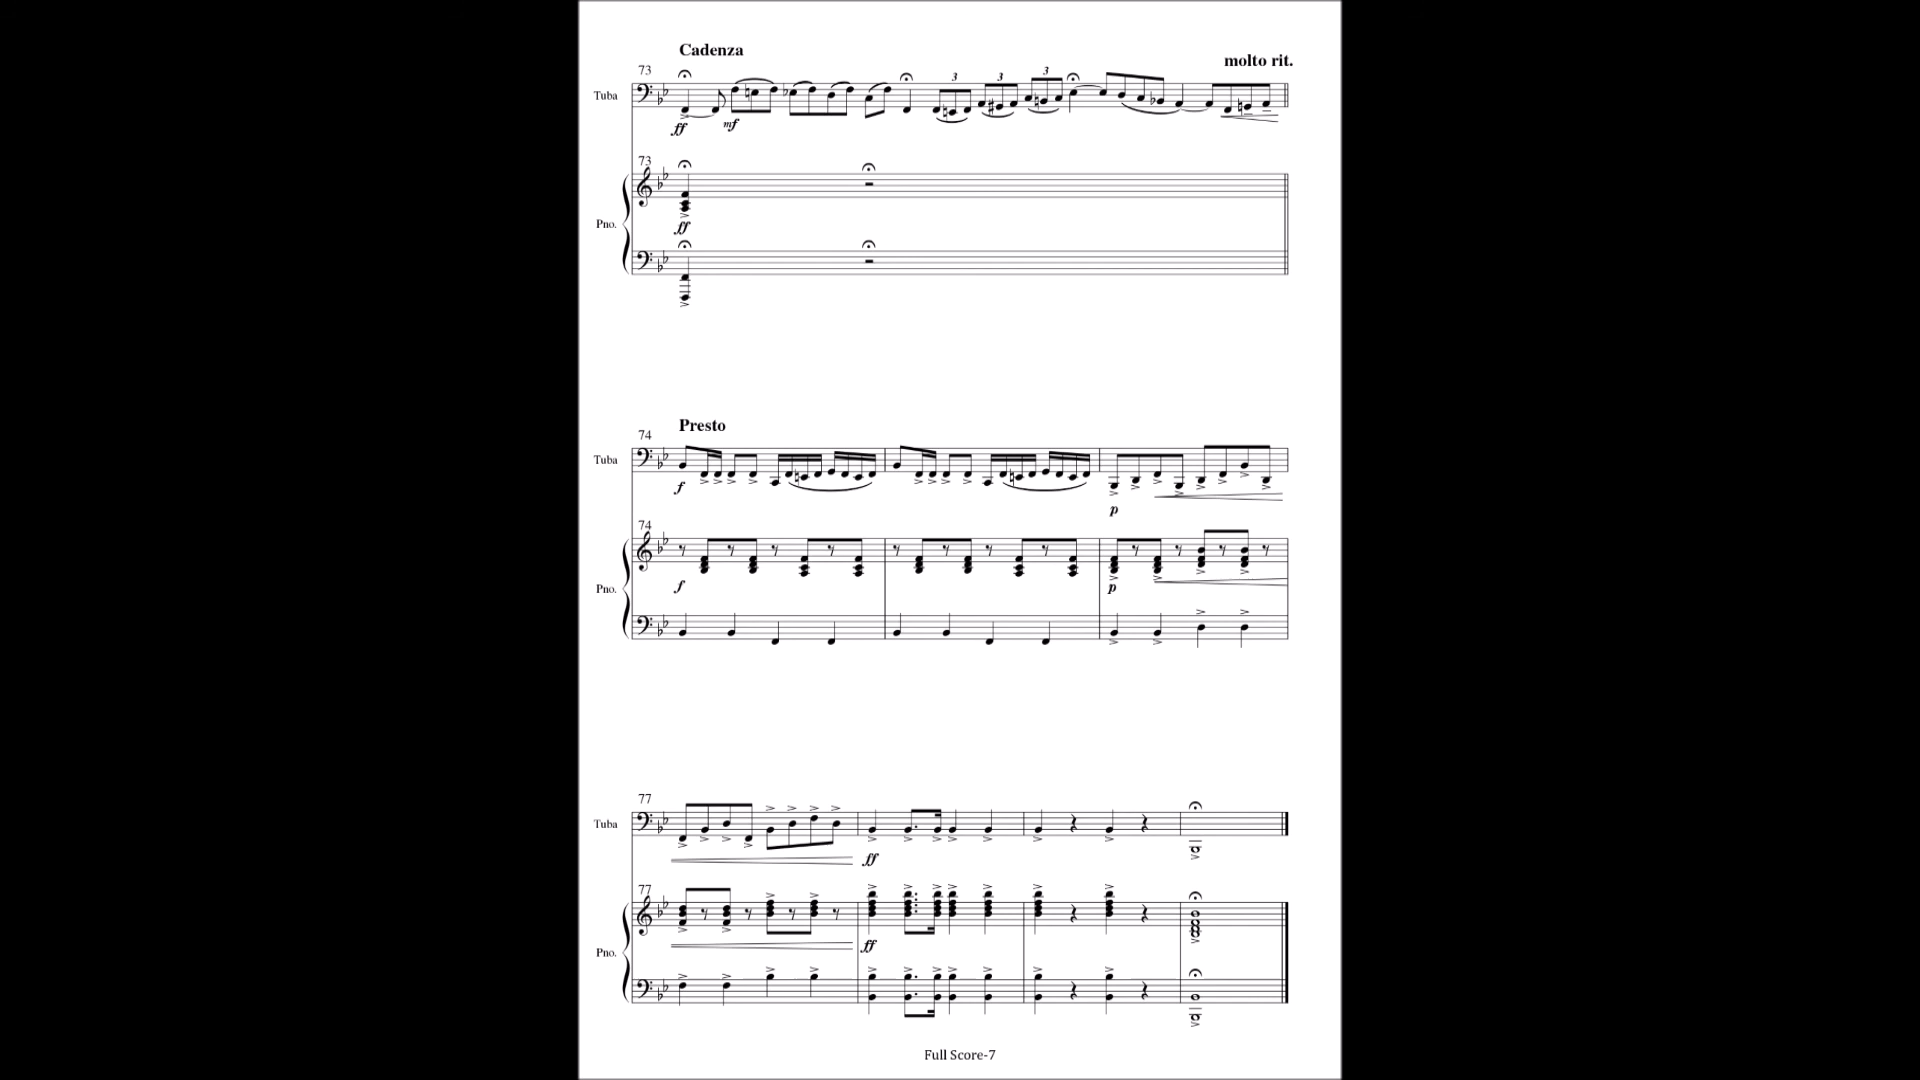 Cadenza
molto rit.
73
3 3 3
Tuba
ff mf
73
Pno.
ff
Presto
74
Tuba
f p
74
Pno.
f p
77
Tuba
ff
77
Pno.
ff
Full Score-7